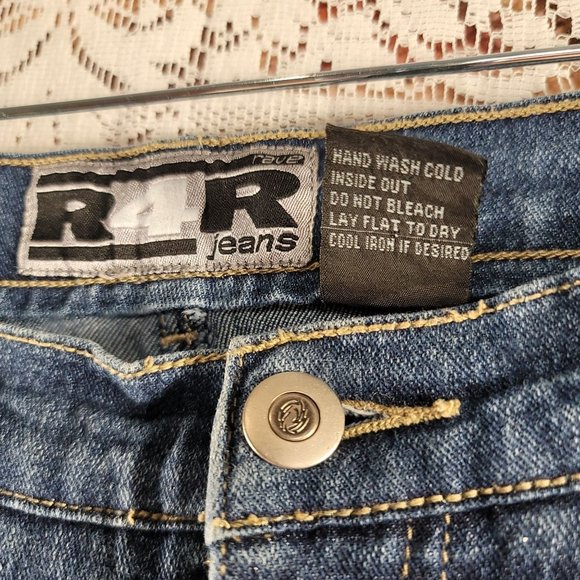 rave
R4R
jeans
HAND WASH COLD
INSIDE OUT
DO NOT BLEACH
LAY FLAT TO DRY
COOL IRON IF DESIRED